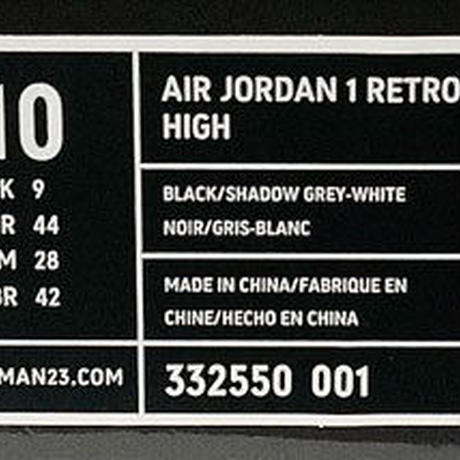 10
K 9
R 44
M 28
BR 42
MAN23.COM
AIR JORDAN 1 RETRO
HIGH
BLACK/SHADOW GREY-WHITE
NOIR/GRIS-BLANC
MADE IN CHINA/FABRIQUE EN
CHINE/HECHO EN CHINA
332550 001